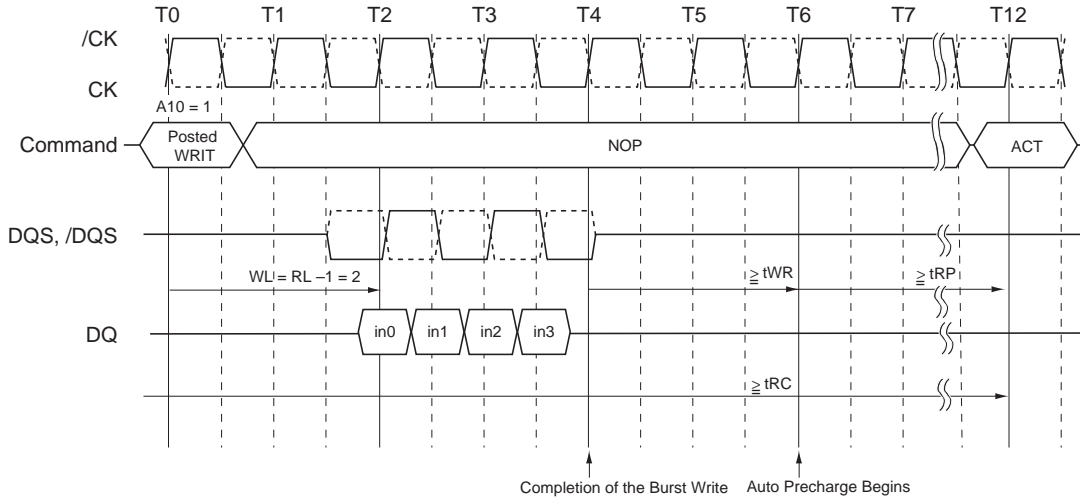 T0 T1 T2 T3 T4 T5 T6 T7 T12
/CK
CK
A10 = 1
Command
Posted
WRIT
NOP
ACT
DQS, /DQS
WL = RL –1 = 2
≧ tWR
≧ tRP
DQ
in0 in1 in2 in3
≧ tRC
Completion of the Burst Write
Auto Precharge Begins